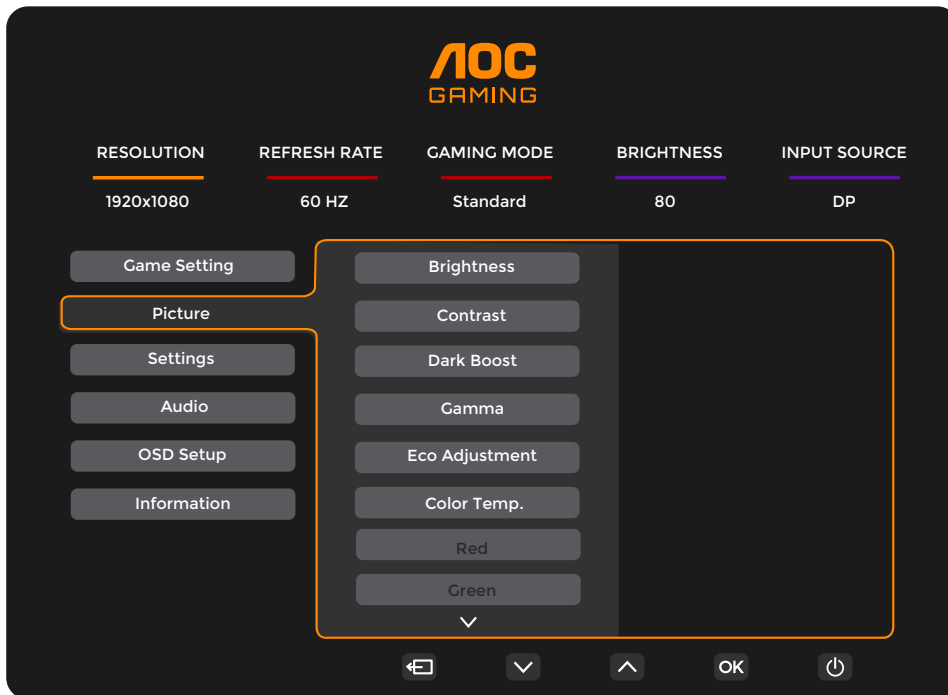 AOC
GAMING
RESOLUTION REFRESH RATE GAMING MODE BRIGHTNESS INPUT SOURCE
1920x1080 60 HZ Standard 80 DP
Game Setting
Picture
Settings
Audio
OSD Setup
Information
Brightness
Contrast
Dark Boost
Gamma
Eco Adjustment
Color Temp.
Red
Green
OK